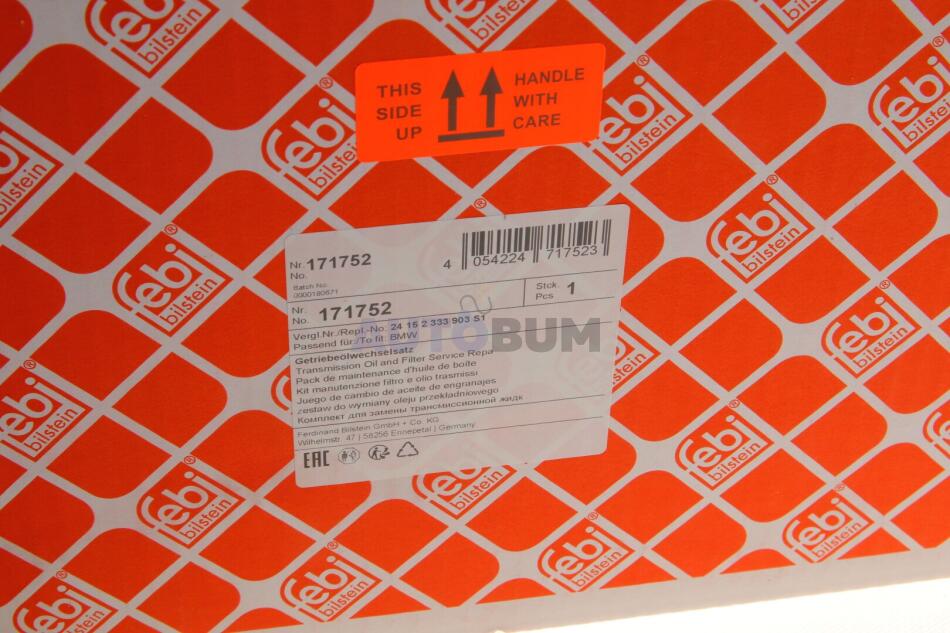 febi
bilstein
THIS SIDE UP
HANDLE WITH CARE
Nr.
No. 171752
Batch No.
0000180671
4 054224 717523
Nr.
No. 171752
Stck.
Pcs 1
Vergl.Nr./Repl.-No. 24 15 2 333 903 S1
Passend für:/To fit: BMW
Getriebeölwechselsatz
Transmission Oil and Filter Service Repa
Pack de maintenance d'huile de boîte
Kit manutenzione filtro e olio trasmissi
Juego de cambio de aceite de engranajes
zestaw do wymiany oleju przekładniowego
Комплект для замены трансмиссионной жидк
Ferdinand Bilstein GmbH + Co. KG
Wilhelmstr. 47 | 58256 Ennepetal | Germany
EAC
AUTOBUM